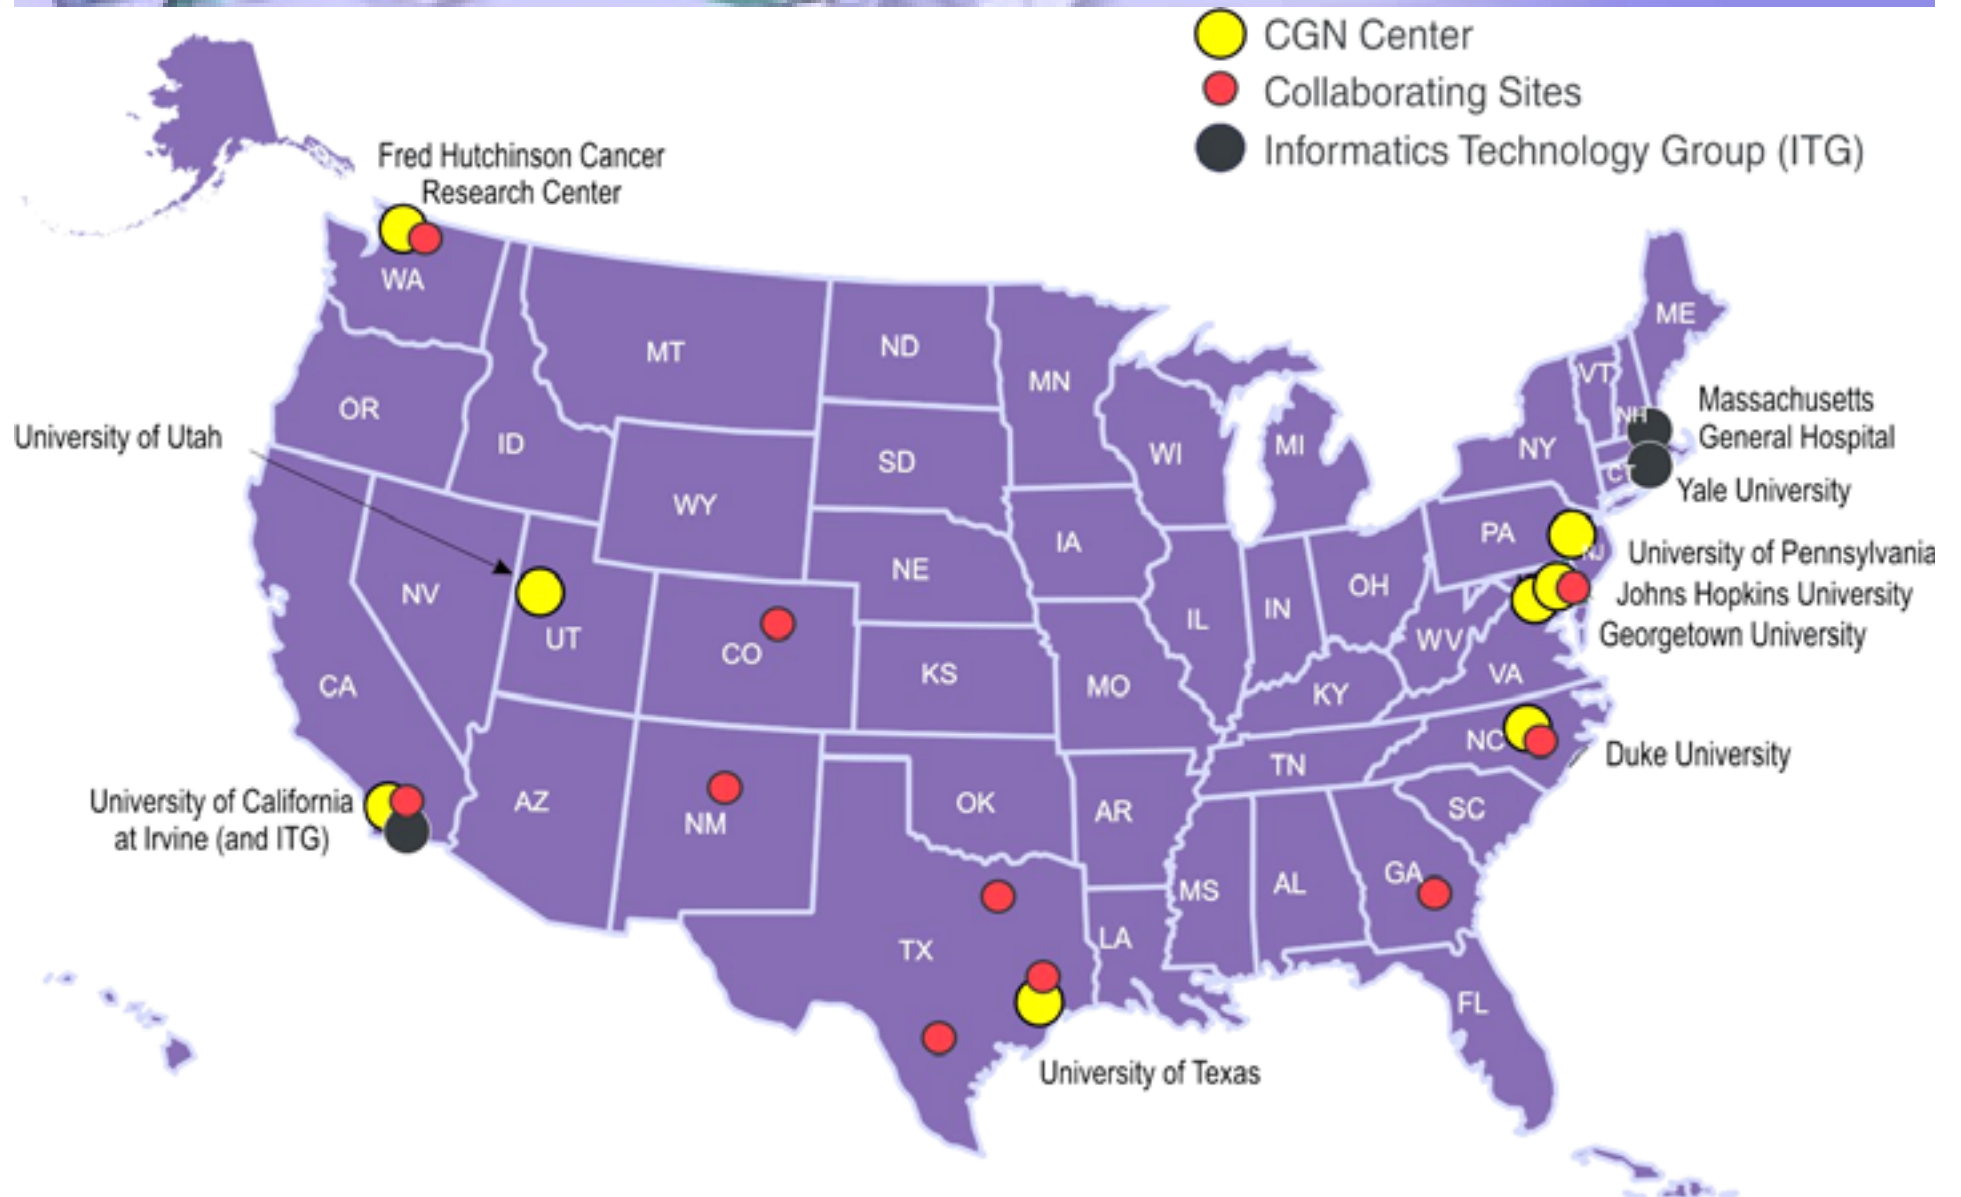 CGN Center
Collaborating Sites
Informatics Technology Group (ITG)
Fred Hutchinson Cancer
Research Center
WA
MT
ND
MN
ME
VT
NH
Massachusetts
General Hospital
OR
ID
University of Utah
SD
WI
MI
NY
CT
Yale University
WY
PA
NJ
University of Pennsylvania
IA
NE
NV
UT
CO
IL
IN
OH
WV
Johns Hopkins University
Georgetown University
VA
CA
KS
MO
KY
NC
Duke University
University of California
at Irvine (and ITG)
AZ
NM
OK
AR
TN
SC
MS
AL
GA
TX
LA
FL
University of Texas